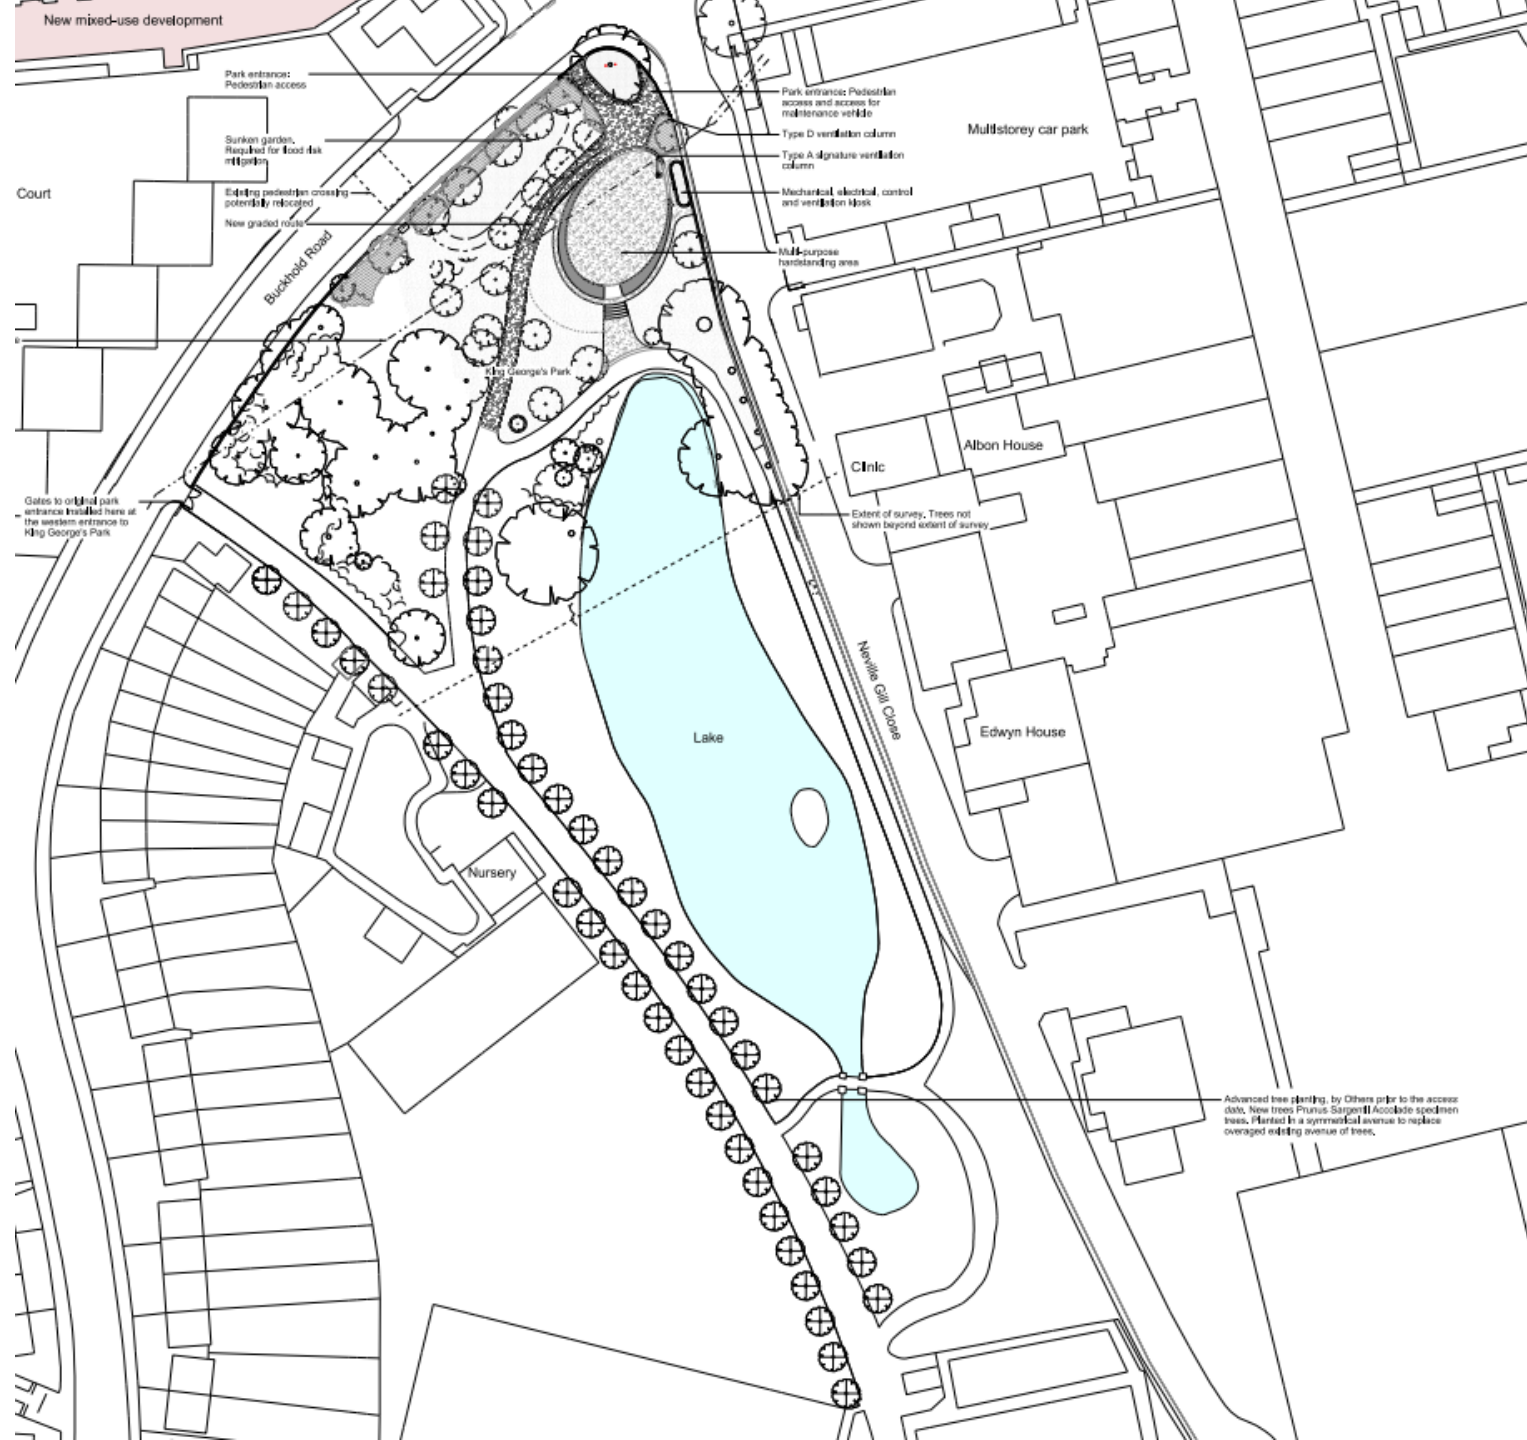 New mixed-use development
Park entrance:
Pedestrian access
Park entrance: Pedestrian
access and access for
maintenance vehicle
Multistorey car park
Type D ventilation column
Sunken garden.
Required for flood risk
mitigation
Type A signature ventilation
column
Court
Existing pedestrian crossing
potentially relocated
Mechanical, electrical, control
and ventilation kiosk
New graded route
Buckhold Road
Multi-purpose
hardstanding area
King George's Park
Albon House
Clinic
Gates to original park
entrance installed here at
the western entrance to
King George's Park
Extent of survey. Trees not
shown beyond extent of survey
Neville Gill Close
Lake
Edwyn House
Nursery
Advanced tree planting, by Others prior to the access
date. New trees Prunus Sargentii Accolade specimen
trees. Planted in a symmetrical avenue to replace
overaged existing avenue of trees.